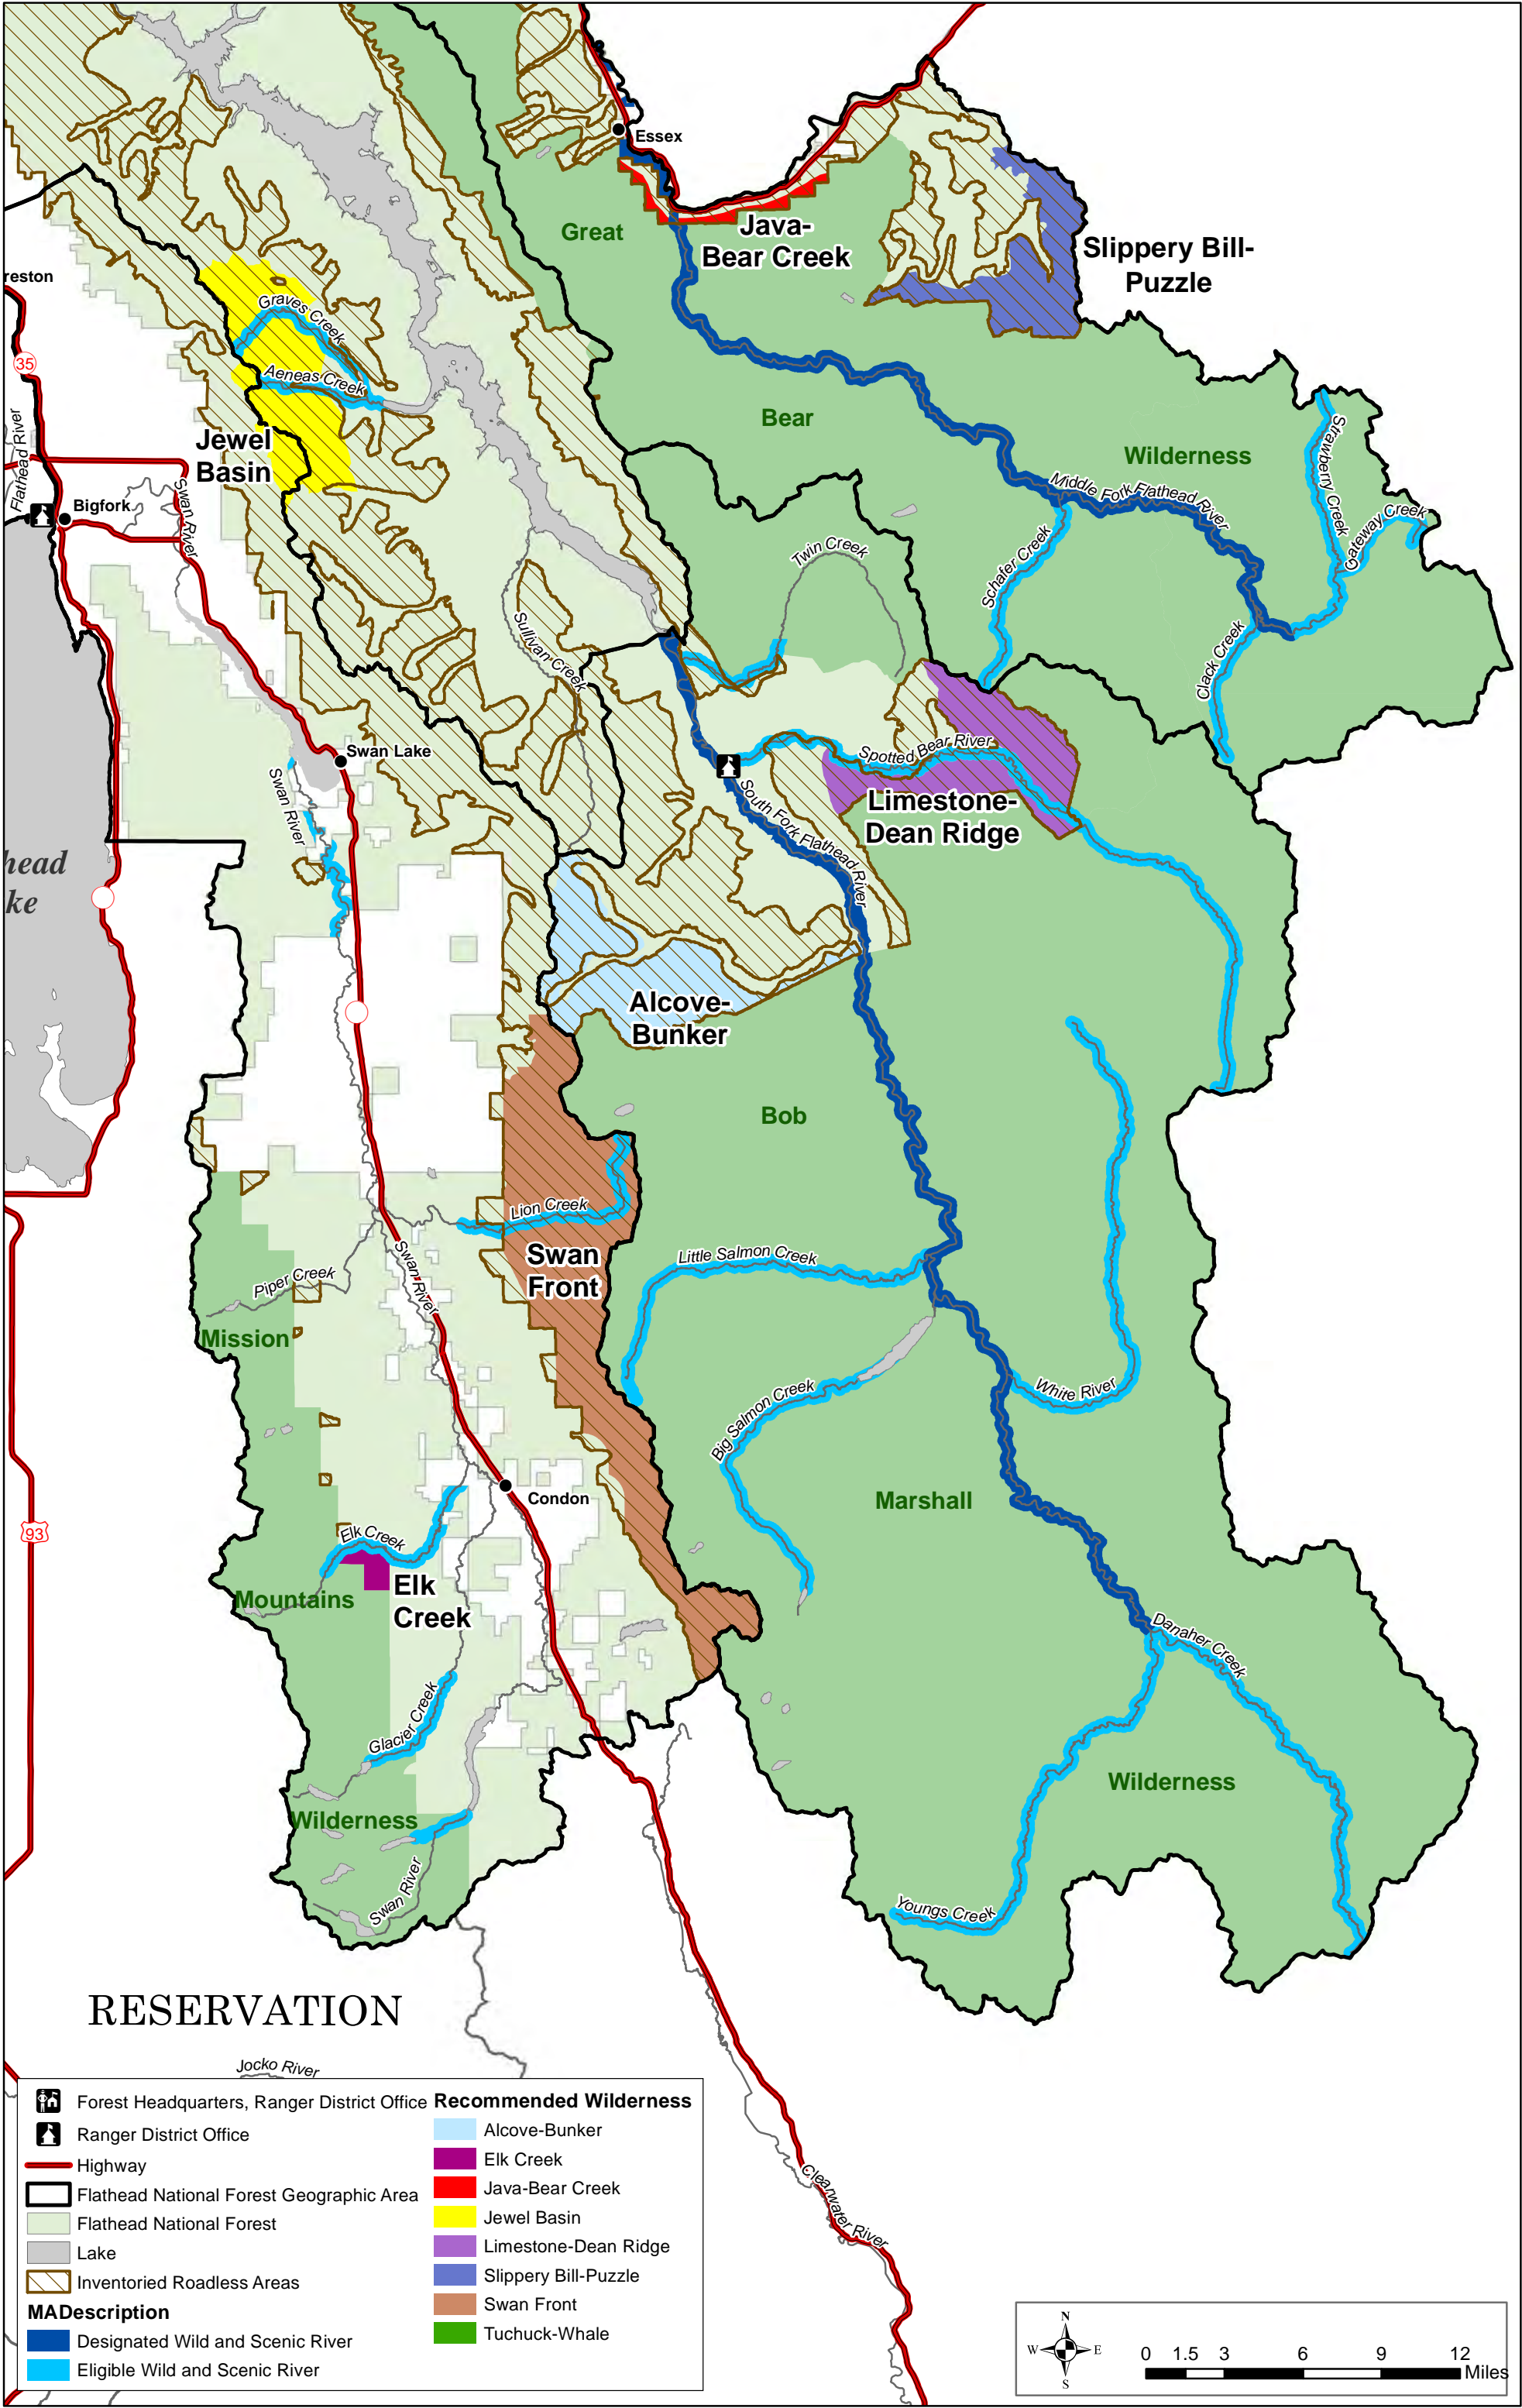 Essex
Great
Java-
Bear Creek
Slippery Bill-
Puzzle
reston
Graves Creek
35
Aeneas Creek
Flathead River
Jewel
Basin
Bear
Wilderness
Strawberry Creek
Swan River
Bigfork
Middle Fork Flathead River
Gateway Creek
Twin Creek
Schafer Creek
Sullivan Creek
Clack Creek
Swan Lake
Spotted Bear River
Swan River
South Fork Flathead River
Limestone-
Dean Ridge
head
ke
Alcove-
Bunker
Bob
Lion Creek
Swan
Front
Little Salmon Creek
Swan River
Piper Creek
Mission
White River
Big Salmon Creek
Condon
Marshall
93
Elk Creek
Elk
Creek
Mountains
Danaher Creek
Glacier Creek
Wilderness
Wilderness
Swan River
Youngs Creek
RESERVATION
Jocko River
Clearwater River
Forest Headquarters, Ranger District Office
Ranger District Office
Highway
Flathead National Forest Geographic Area
Flathead National Forest
Lake
Inventoried Roadless Areas
MADescription
Designated Wild and Scenic River
Eligible Wild and Scenic River
Recommended Wilderness
Alcove-Bunker
Elk Creek
Java-Bear Creek
Jewel Basin
Limestone-Dean Ridge
Slippery Bill-Puzzle
Swan Front
Tuchuck-Whale
N
W E
S
0 1.5 3 6 9 12
Miles